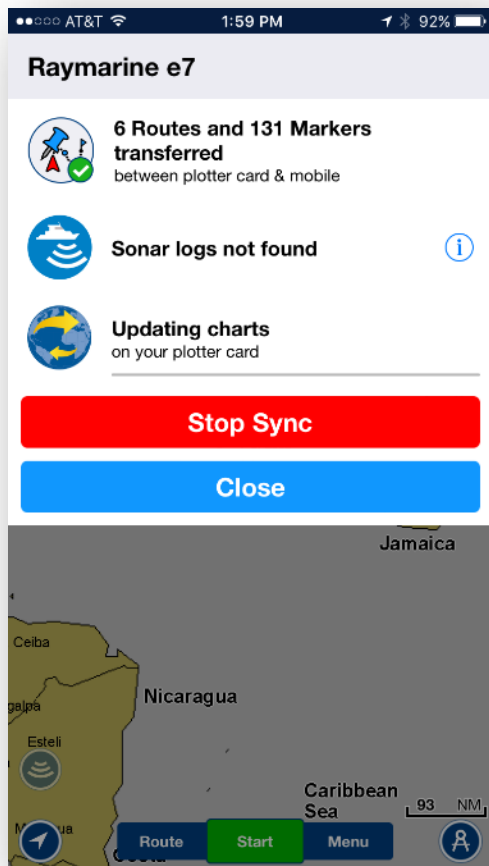 AT&T 1:59 PM 92%
Raymarine e7
6 Routes and 131 Markers
transferred
between plotter card & mobile
Sonar logs not found
i
Updating charts
on your plotter card
Stop Sync
Close
Jamaica
Ceiba
Nicaragua
galpa
Esteli
Caribbean
Sea
93 NM
Route Start Menu
Costa